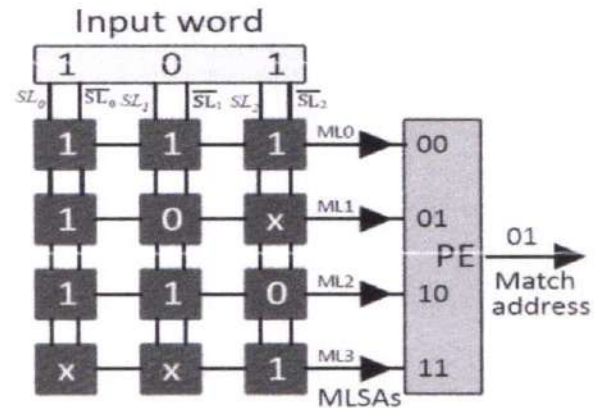 Input word
1 0 1
SL0 SL0 SL1 SL1 SL2 SL2
1 1 1 ML0 00
1 0 x ML1 01
01
PE
Match
address
1 1 0 ML2 10
x x 1 ML3 11
MLSAs